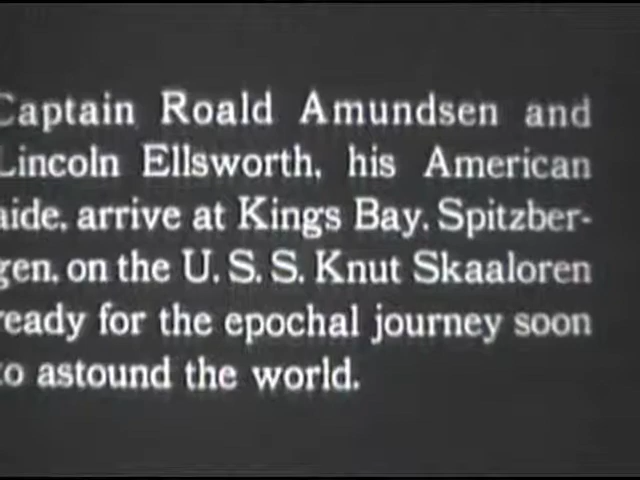 Captain Roald Amundsen and
Lincoln Ellsworth, his American
aide, arrive at Kings Bay, Spitzber-
gen, on the U. S. S. Knut Skaaloren
ready for the epochal journey soon
to astound the world.